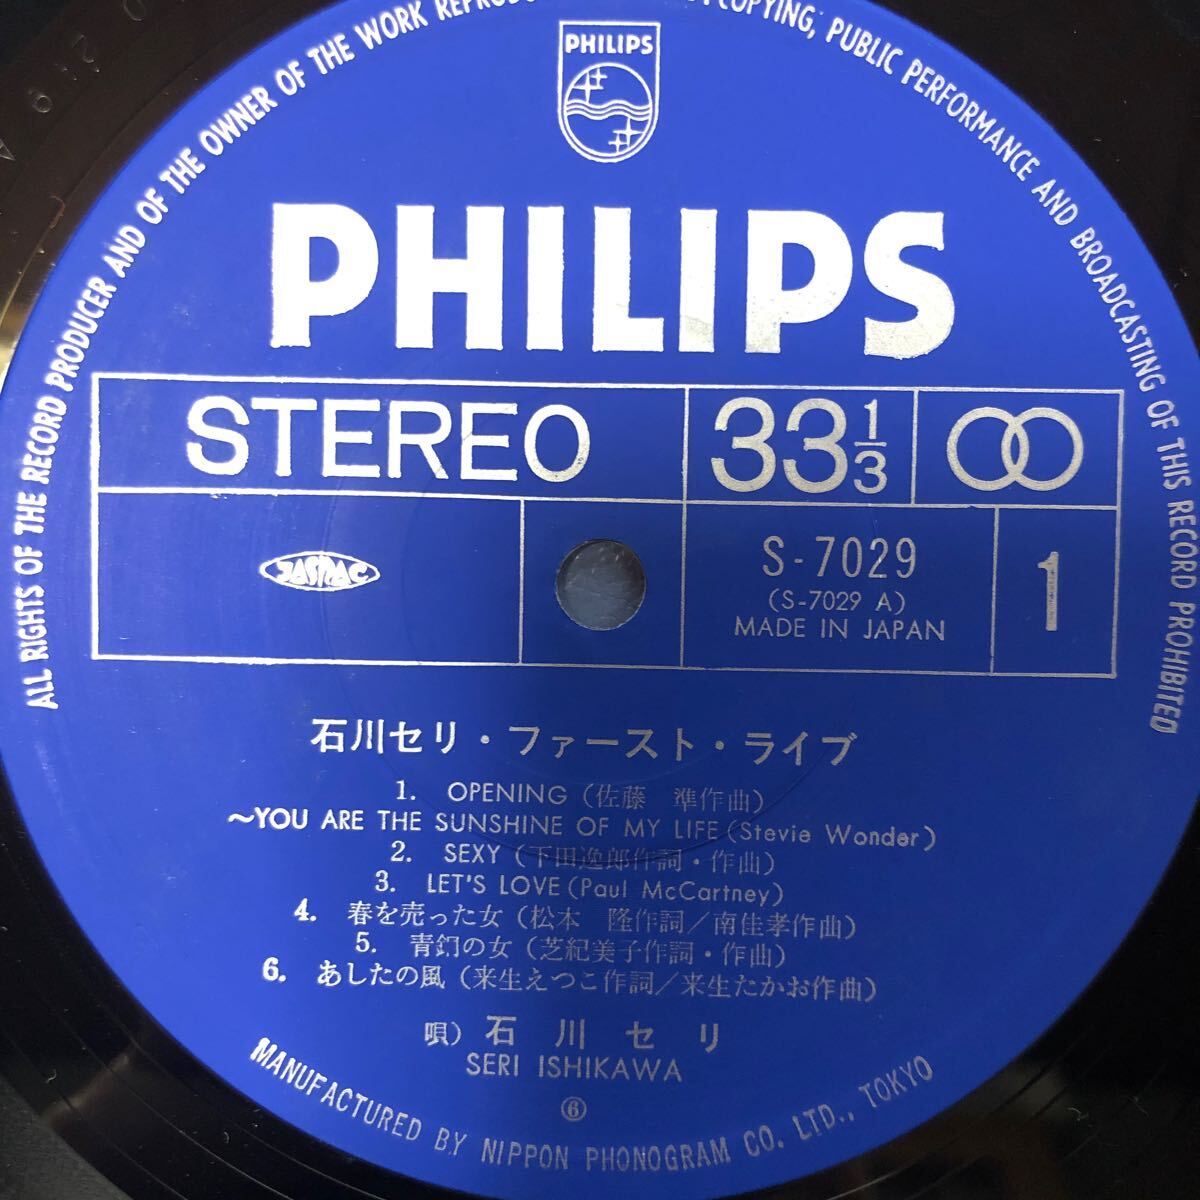 ALL RIGHTS OF THE RECORD PRODUCER AND OF THE OWNER OF THE WORK COPYING, PUBLIC PERFORMANCE AND BROADCASTING OF THIS RECORD PROHIBITED
PHILIPS
PHILIPS
STEREO
33 1/3
JASRAC
S-7029
(S-7029 A)
MADE IN JAPAN
1
石川セリ・ファースト・ライブ
1. OPENING (佐藤 準作曲)
～YOU ARE THE SUNSHINE OF MY LIFE (Stevie Wonder)
2. SEXY (下田逸郎作詞・作曲)
3. LET'S LOVE (Paul McCartney)
4. 春を売った女 (松本 隆作詞/南佳孝作曲)
5. 青釖の女 (芝紀美子作詞・作曲)
6. あしたの風 (来生えつこ作詞/来生たかお作曲)
唄) 石川セリ
SERI ISHIKAWA
⑥
MANUFACTURED BY NIPPON PHONOGRAM CO. LTD., TOKYO